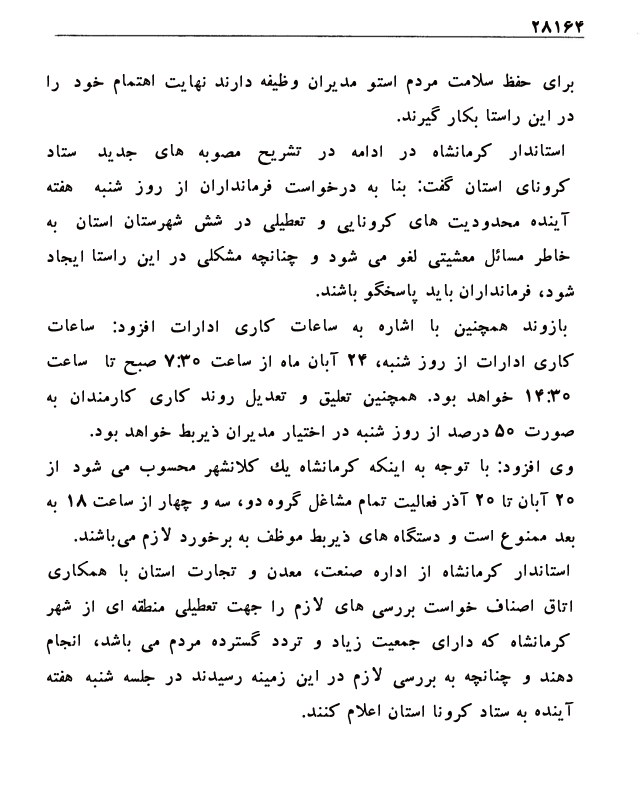 ۲۸۱۶۴
برای حفظ سلامت مردم استو مدیران وظیفه دارند نهایت اهتمام خود را
در این راستا بکار گیرند.
استاندار کرمانشاه در ادامه در تشریح مصوبه های جدید ستاد
کرونای استان گفت: بنا به درخواست فرمانداران از روز شنبه هفته
آینده محدودیت های کرونایی و تعطیلی در شش شهرستان استان به
خاطر مسائل معشیتی لغو می شود و چنانچه مشکلی در این راستا ایجاد
شود، فرمانداران باید پاسخگو باشند.
بازوند همچنین با اشاره به ساعات کاری ادارات افزود: ساعات
کاری ادارات از روز شنبه، ۲۴ آبان ماه از ساعت ۷:۳۰ صبح تا ساعت
۱۴:۳۰ خواهد بود. همچنین تعلیق و تعدیل روند کاری کارمندان به
صورت ۵۰ درصد از روز شنبه در اختیار مدیران ذیربط خواهد بود.
وی افزود: با توجه به اینکه کرمانشاه یك کلانشهر محسوب می شود از
۲۰ آبان تا ۲۰ آذر فعالیت تمام مشاغل گروه دو، سه و چهار از ساعت ۱۸ به
بعد ممنوع است و دستگاه های ذیربط موظف به برخورد لازم می‌باشند.
استاندار کرمانشاه از اداره صنعت، معدن و تجارت استان با همکاری
اتاق اصناف خواست بررسی های لازم را جهت تعطیلی منطقه ای از شهر
کرمانشاه که دارای جمعیت زیاد و تردد گسترده مردم می باشد، انجام
دهند و چنانچه به بررسی لازم در این زمینه رسیدند در جلسه شنبه هفته
آینده به ستاد کرونا استان اعلام کنند.